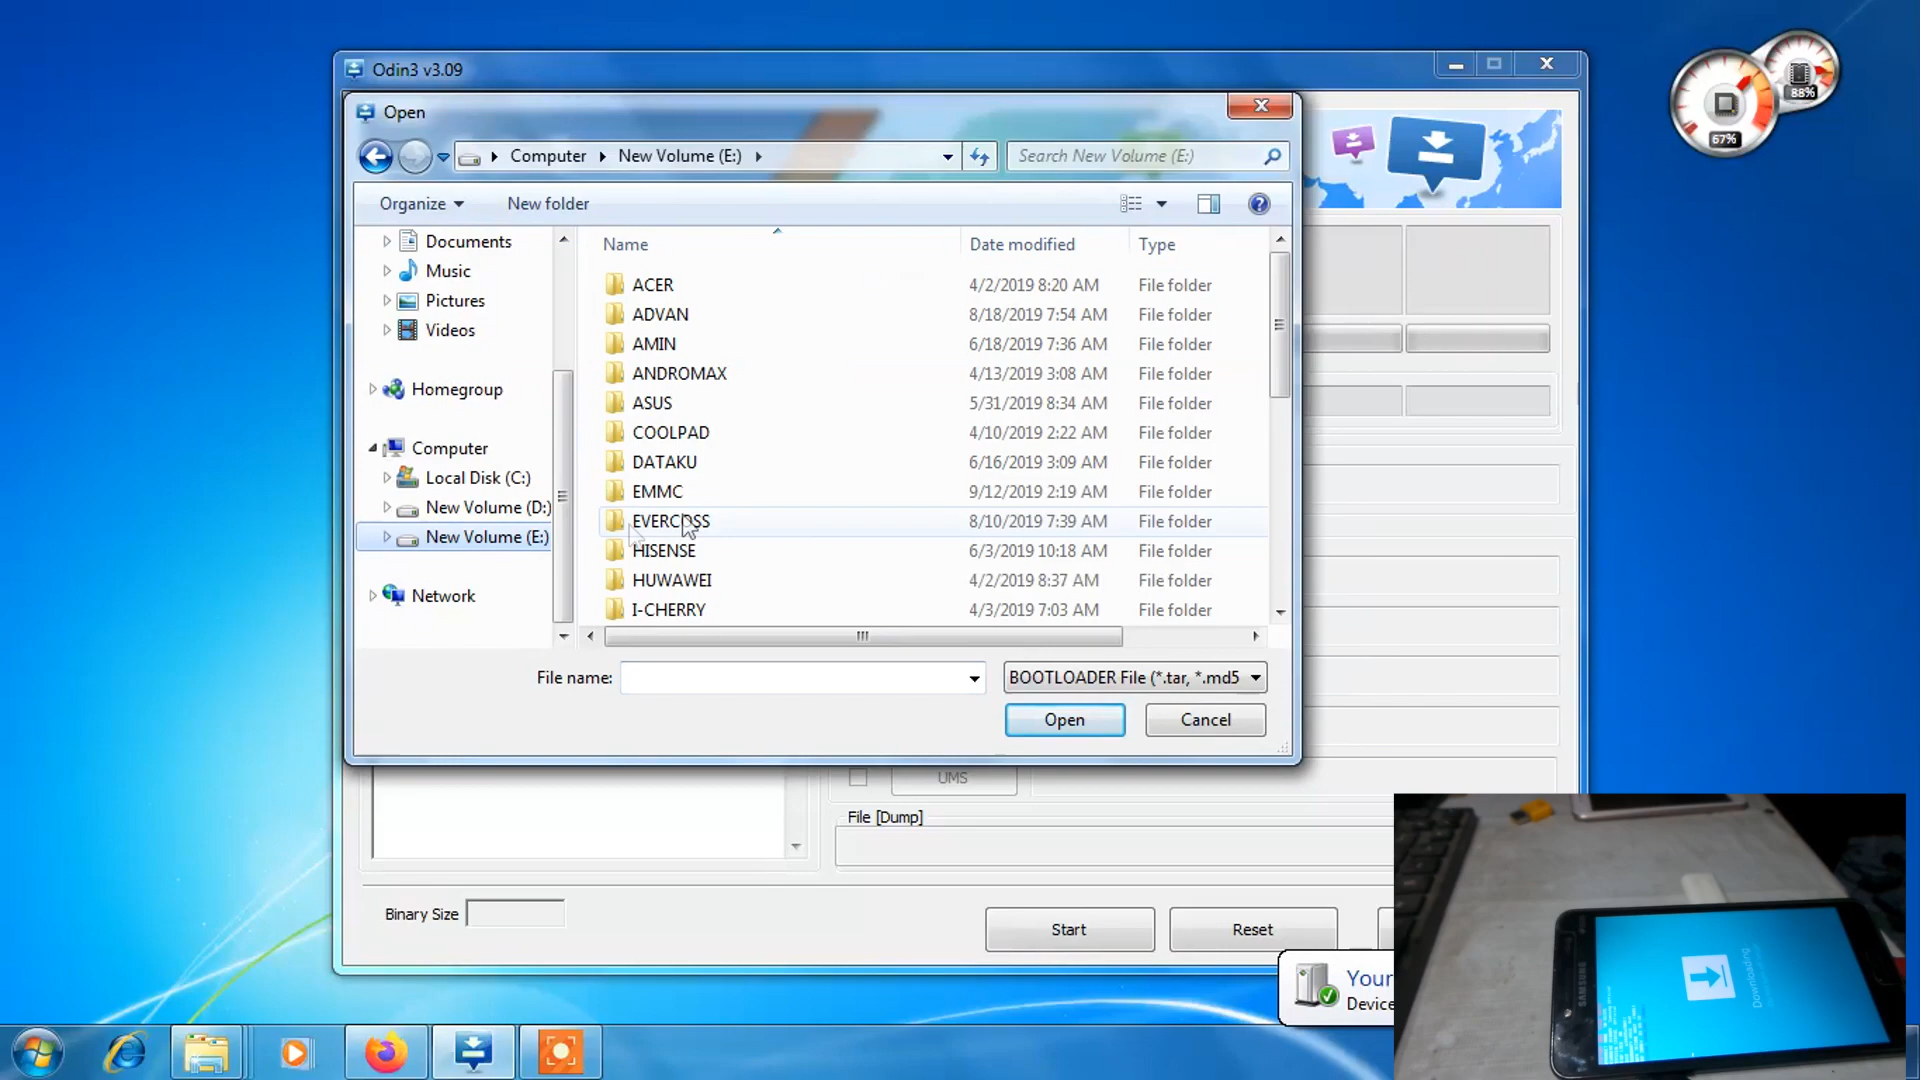 Odin3 v3.09
88%
67%
Open
Computer
New Volume (E:)
Search New Volume (E:)
Organize
New folder
Documents
Music
Pictures
Videos
Homegroup
Computer
Local Disk (C:)
New Volume (D:)
New Volume (E:)
Network
Name Date modified Type
ACER 4/2/2019 8:20 AM File folder
ADVAN 8/18/2019 7:54 AM File folder
AMIN 6/18/2019 7:36 AM File folder
ANDROMAX 4/13/2019 3:08 AM File folder
ASUS 5/31/2019 8:34 AM File folder
COOLPAD 4/10/2019 2:22 AM File folder
DATAKU 6/16/2019 3:09 AM File folder
EMMC 9/12/2019 2:19 AM File folder
EVERCOSS 8/10/2019 7:39 AM File folder
HISENSE 6/3/2019 10:18 AM File folder
HUWAWEI 4/2/2019 8:37 AM File folder
I-CHERRY 4/3/2019 7:03 AM File folder
File name:
BOOTLOADER File (*.tar, *.md5
Open
Cancel
UMS
File [Dump]
Binary Size
Start
Reset
Your
Device
SAMSUNG
Downloading